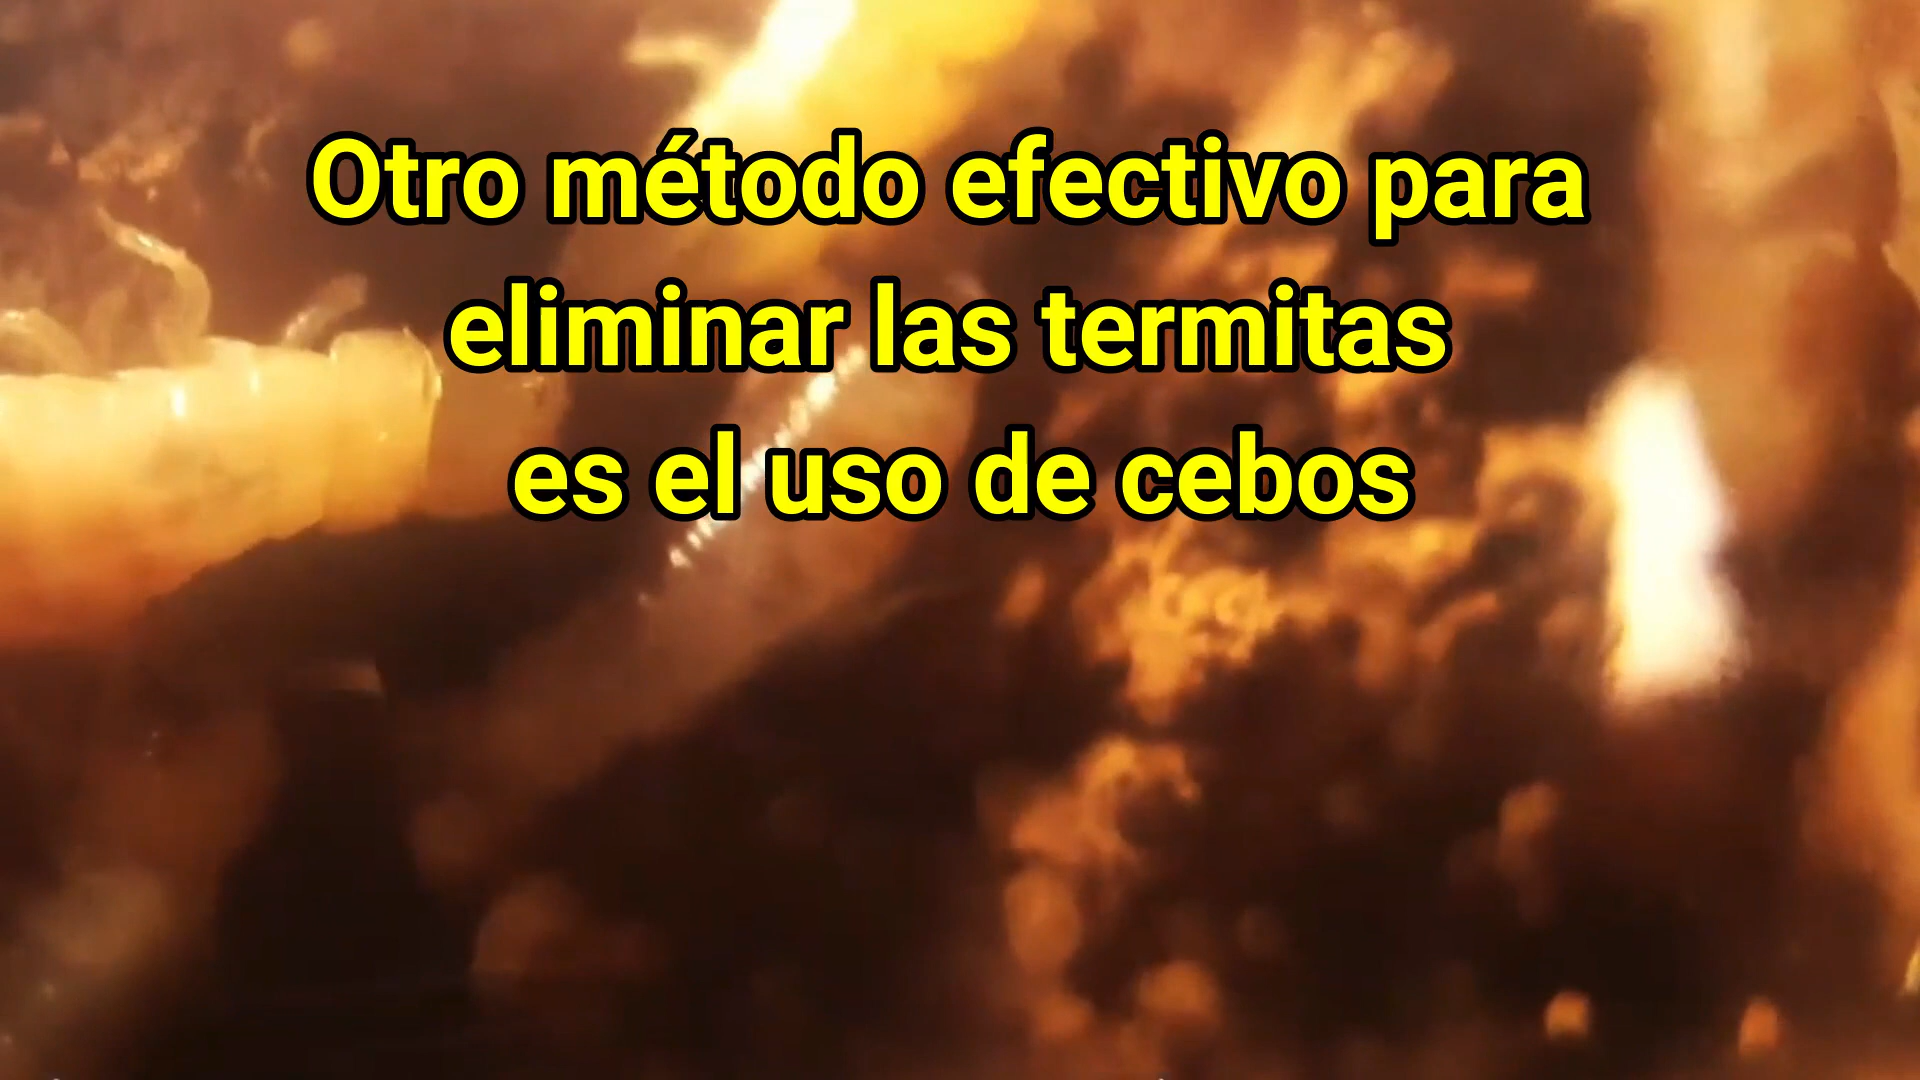 Otro método efectivo para
eliminar las termitas
es el uso de cebos